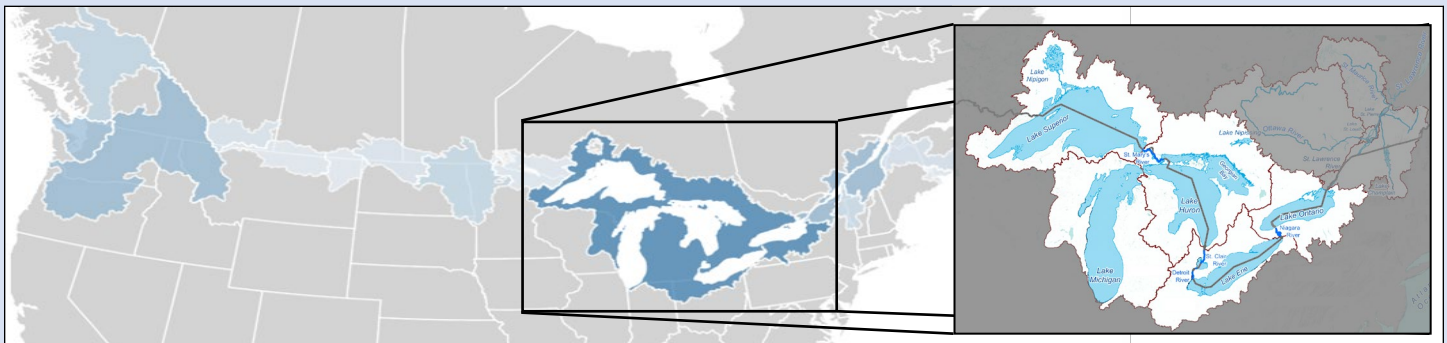 Lake
Nipigon
Lake Superior
St. Mary's
River
Lake Nipissing
Georgian
Bay
Ottawa River
St. Lawrence
River
Lake
Huron
Lake Ontario
Niagara
River
St. Clair
River
Detroit
River
Lake Erie
Lake
Michigan